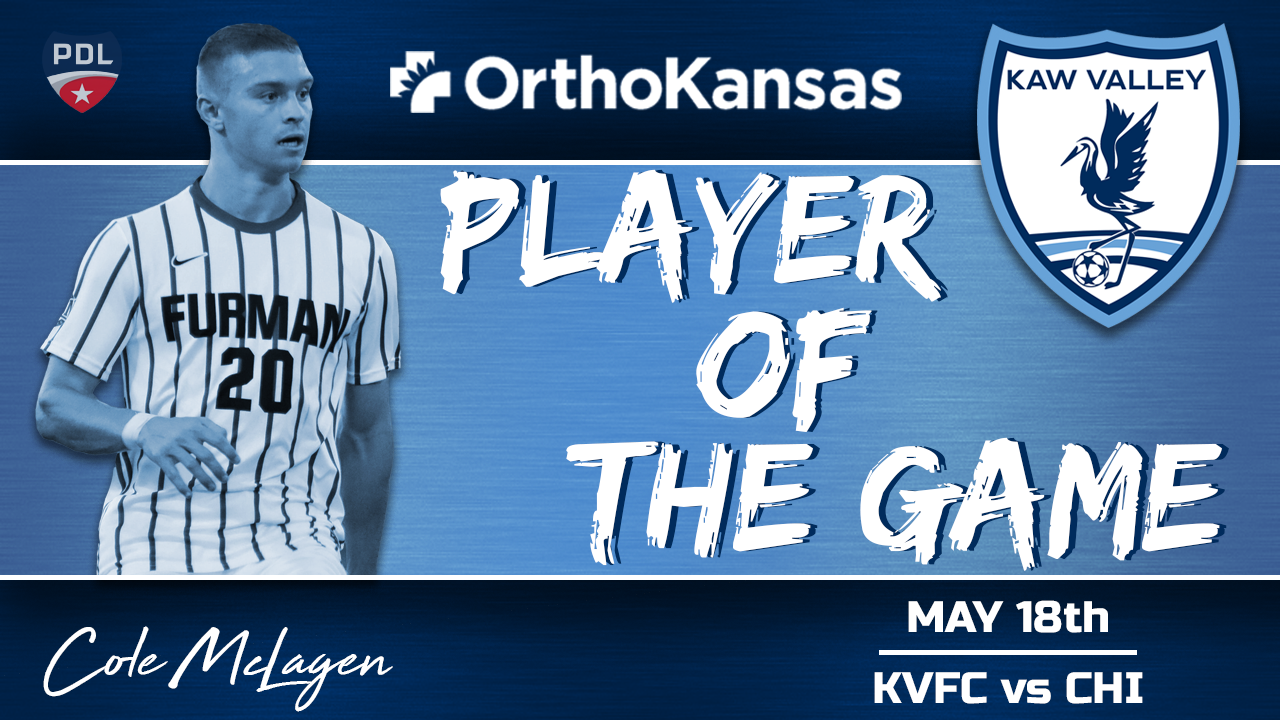 PDL
OrthoKansas
KAW VALLEY
PLAYER
OF
THE GAME
FURMAN
20
Cole McLagen
MAY 18th
KVFC vs CHI